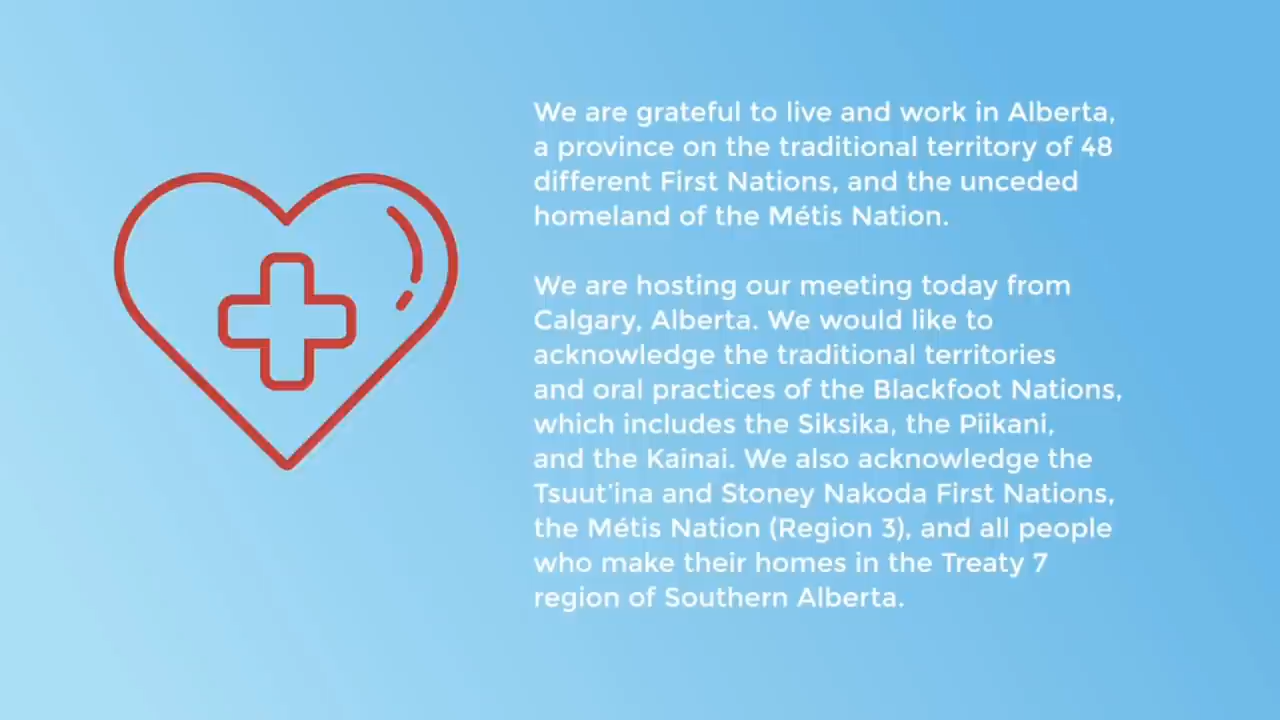 We are grateful to live and work in Alberta,
a province on the traditional territory of 48
different First Nations, and the unceded
homeland of the Métis Nation.
We are hosting our meeting today from
Calgary, Alberta. We would like to
acknowledge the traditional territories
and oral practices of the Blackfoot Nations,
which includes the Siksika, the Piikani,
and the Kainai. We also acknowledge the
Tsuut'ina and Stoney Nakoda First Nations,
the Métis Nation (Region 3), and all people
who make their homes in the Treaty 7
region of Southern Alberta.